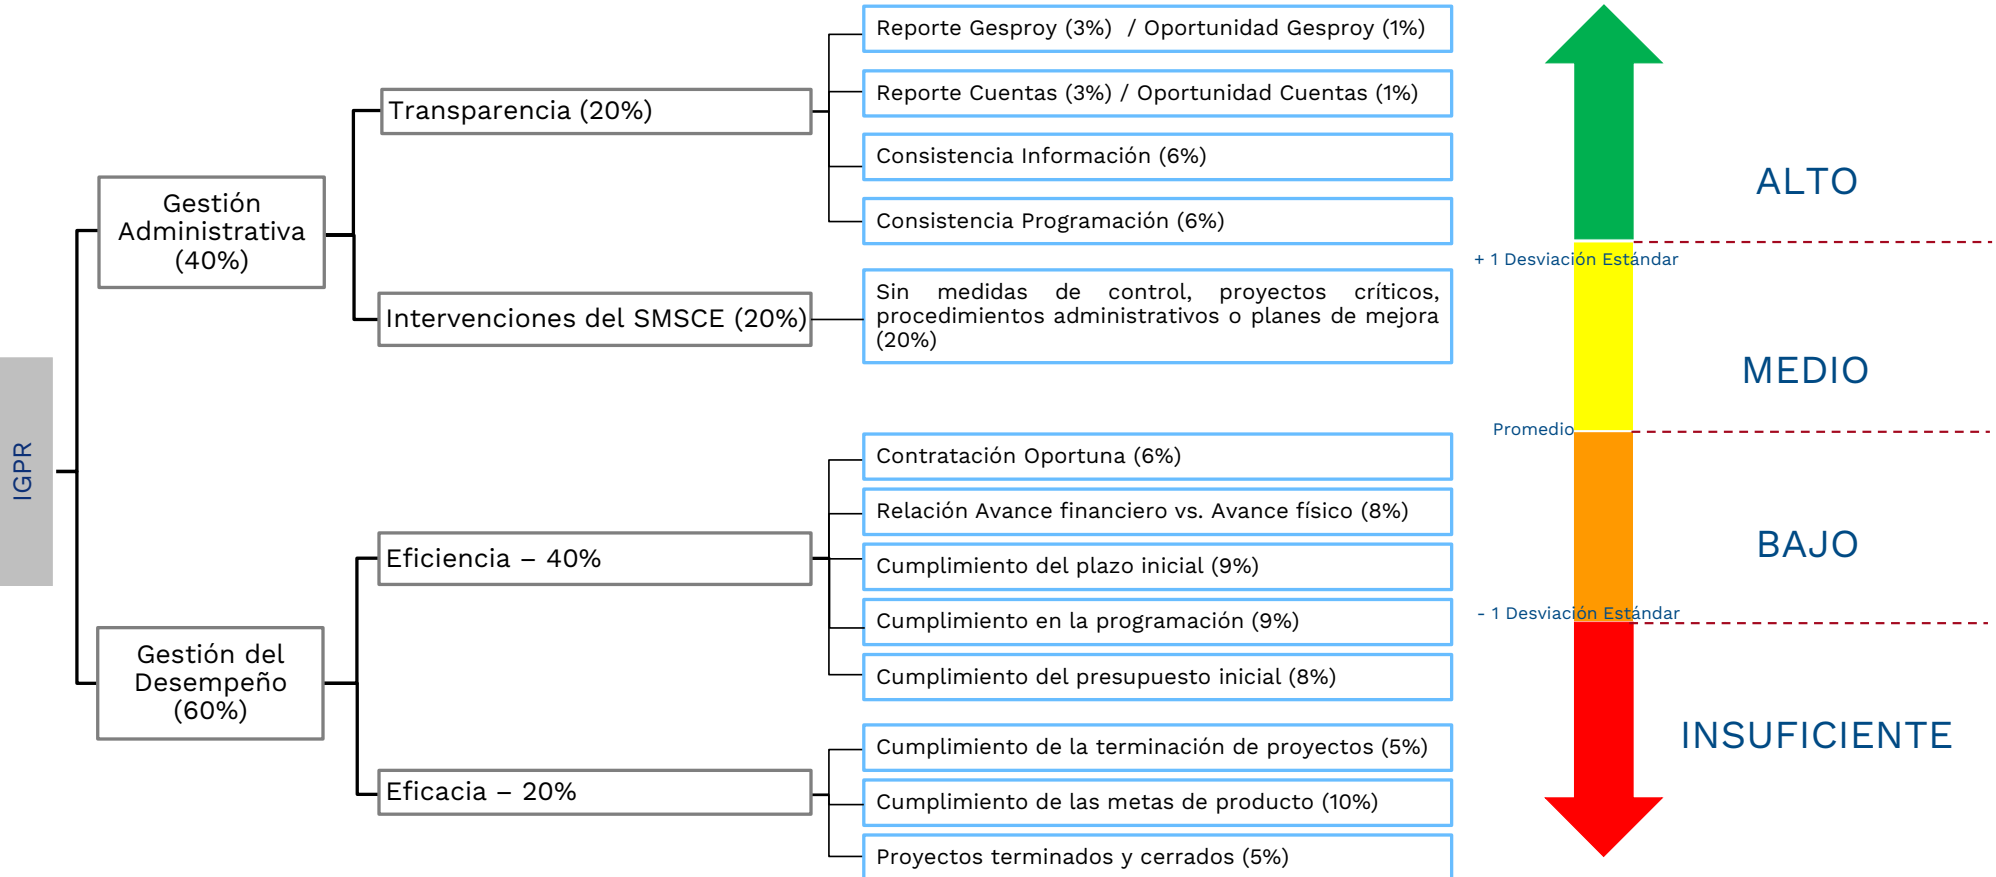 IGPR
Gestión
Administrativa
(40%)
Gestión del
Desempeño
(60%)
Transparencia (20%)
Intervenciones del SMSCE (20%)
Eficiencia – 40%
Eficacia – 20%
Reporte Gesproy (3%) / Oportunidad Gesproy (1%)
Reporte Cuentas (3%) / Oportunidad Cuentas (1%)
Consistencia Información (6%)
Consistencia Programación (6%)
Sin medidas de control, proyectos críticos,
procedimientos administrativos o planes de mejora
(20%)
Contratación Oportuna (6%)
Relación Avance financiero vs. Avance físico (8%)
Cumplimiento del plazo inicial (9%)
Cumplimiento en la programación (9%)
Cumplimiento del presupuesto inicial (8%)
Cumplimiento de la terminación de proyectos (5%)
Cumplimiento de las metas de producto (10%)
Proyectos terminados y cerrados (5%)
ALTO
+ 1 Desviación Estándar
MEDIO
Promedio
BAJO
- 1 Desviación Estándar
INSUFICIENTE